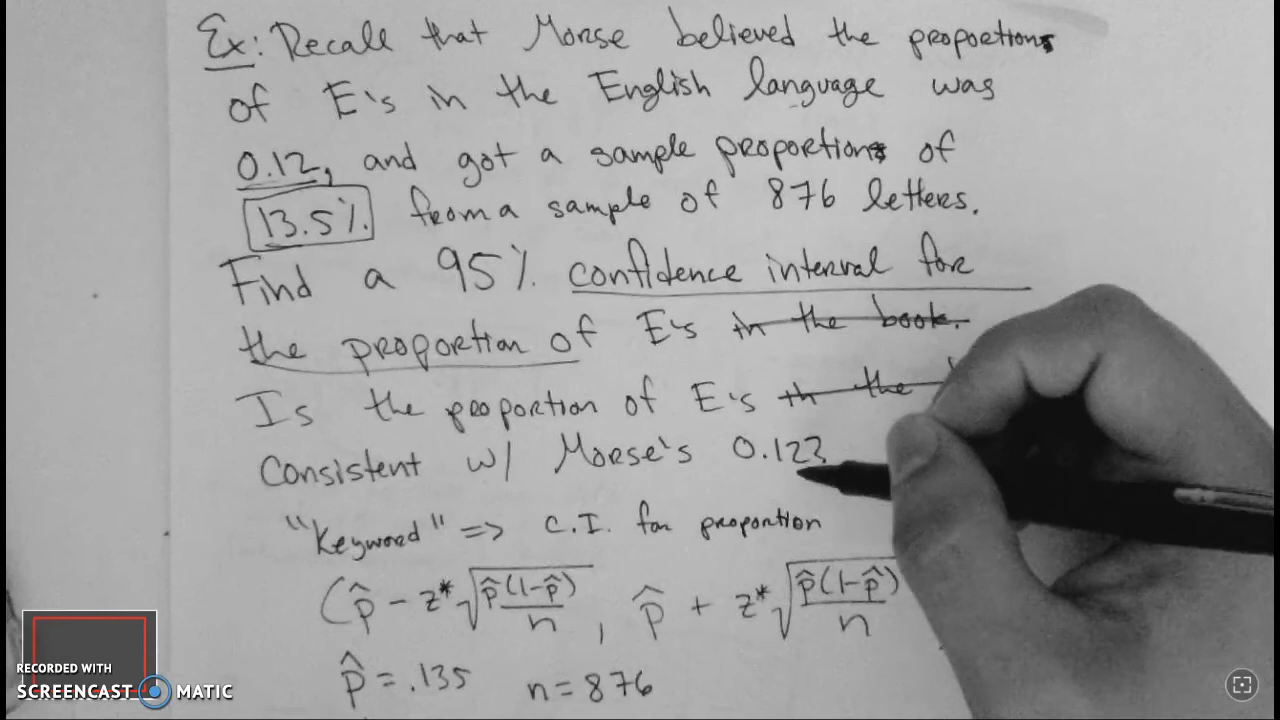 Ex: Recall that Morse believed the proportion
of E's in the English language was
0.12, and got a sample proportion of
13.5% from a sample of 876 letters.
Find a 95% confidence interval for
the proportion of E's in the book.
Is the proportion of E's in the
Consistent w/ Morse's 0.12?
"Keyword" => C.I. for proportion
(p̂ - z*√(p̂(1-p̂)/n), p̂ + z*√(p̂(1-p̂)/n)
p̂ = .135 n = 876
RECORDED WITH
SCREENCAST MATIC